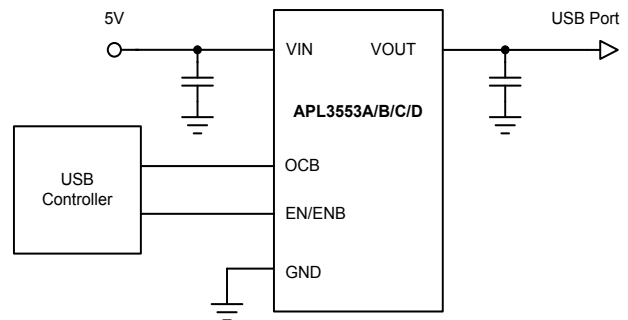 5V
USB Port
VIN
VOUT
APL3553A/B/C/D
USB
Controller
OCB
EN/ENB
GND